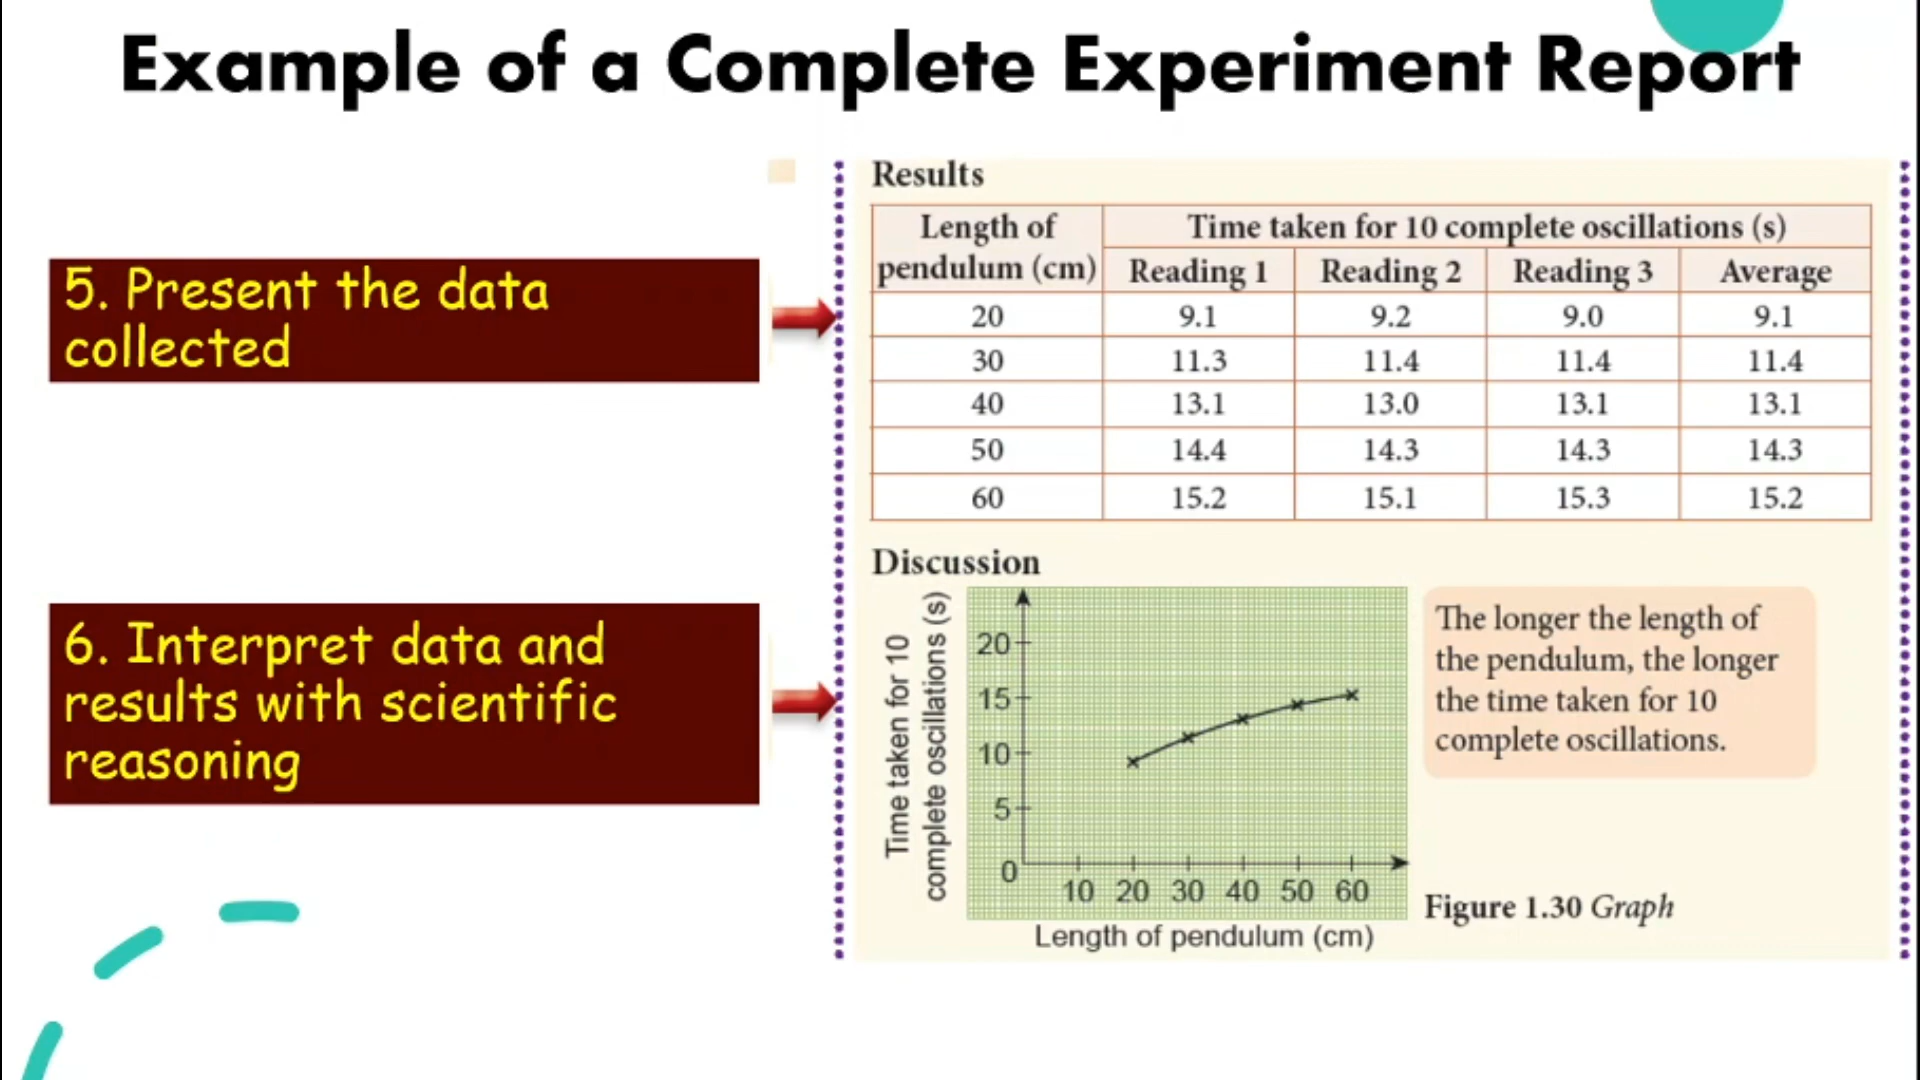 Example of a Complete Experiment Report
5. Present the data
collected
6. Interpret data and
results with scientific
reasoning
Results
Length of
pendulum (cm)
Time taken for 10 complete oscillations (s)
Reading 1 Reading 2 Reading 3 Average
20 9.1 9.2 9.0 9.1
30 11.3 11.4 11.4 11.4
40 13.1 13.0 13.1 13.1
50 14.4 14.3 14.3 14.3
60 15.2 15.1 15.3 15.2
Discussion
Time taken for 10
complete oscillations (s)
20
15
10
5
0
10 20 30 40 50 60
Length of pendulum (cm)
The longer the length of
the pendulum, the longer
the time taken for 10
complete oscillations.
Figure 1.30 Graph